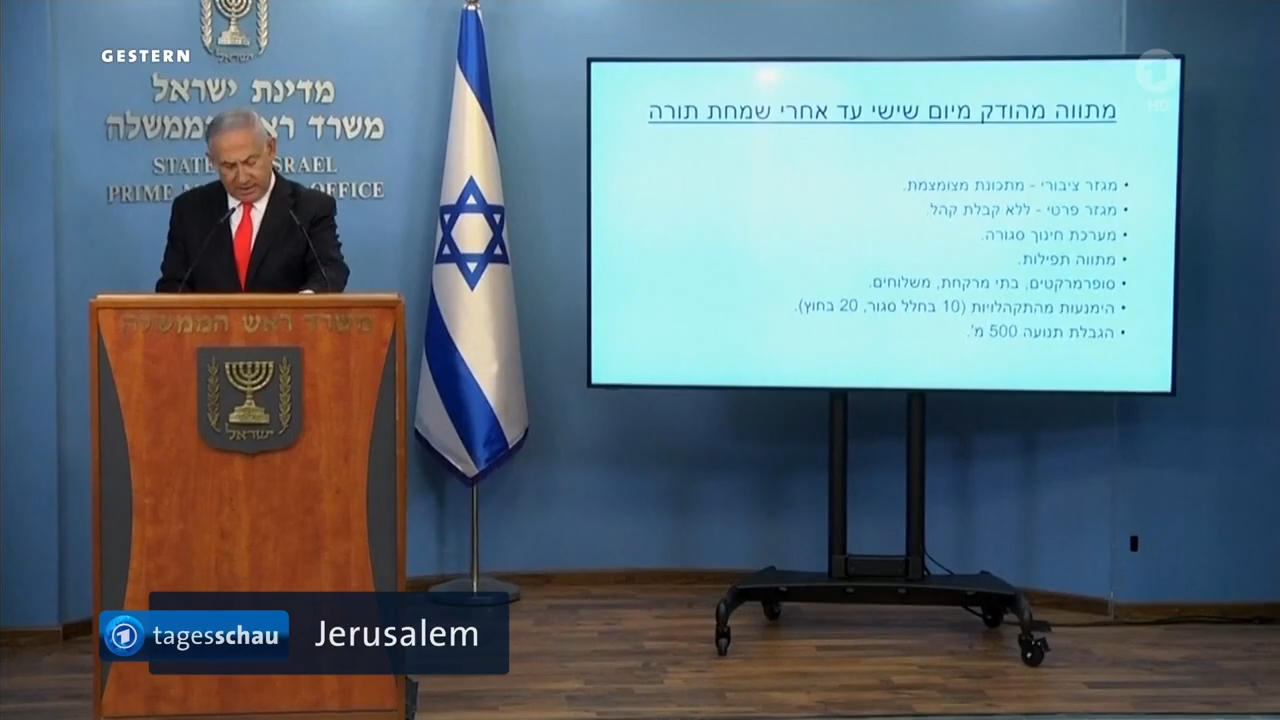 GESTERN
ישראל
מדינת ישראל
משרד ראש הממשלה
STATE OF ISRAEL
PRIME OFFICE
משרד ראש הממשלה
ישראל
מתווה מהודק מיום שישי עד אחרי שמחת תורה
• מגזר ציבורי - מתכונת מצומצמת.
• מגזר פרטי - ללא קבלת קהל.
• מערכת חינוך סגורה.
• מתווה תפילות.
• סופרמרקטים, בתי מרקחת, משלוחים.
• הימנעות מהתקהלויות (10 בחלל סגור, 20 בחוץ).
• הגבלת תנועה 500 מ'.
1
HD
1 tagesschau
Jerusalem